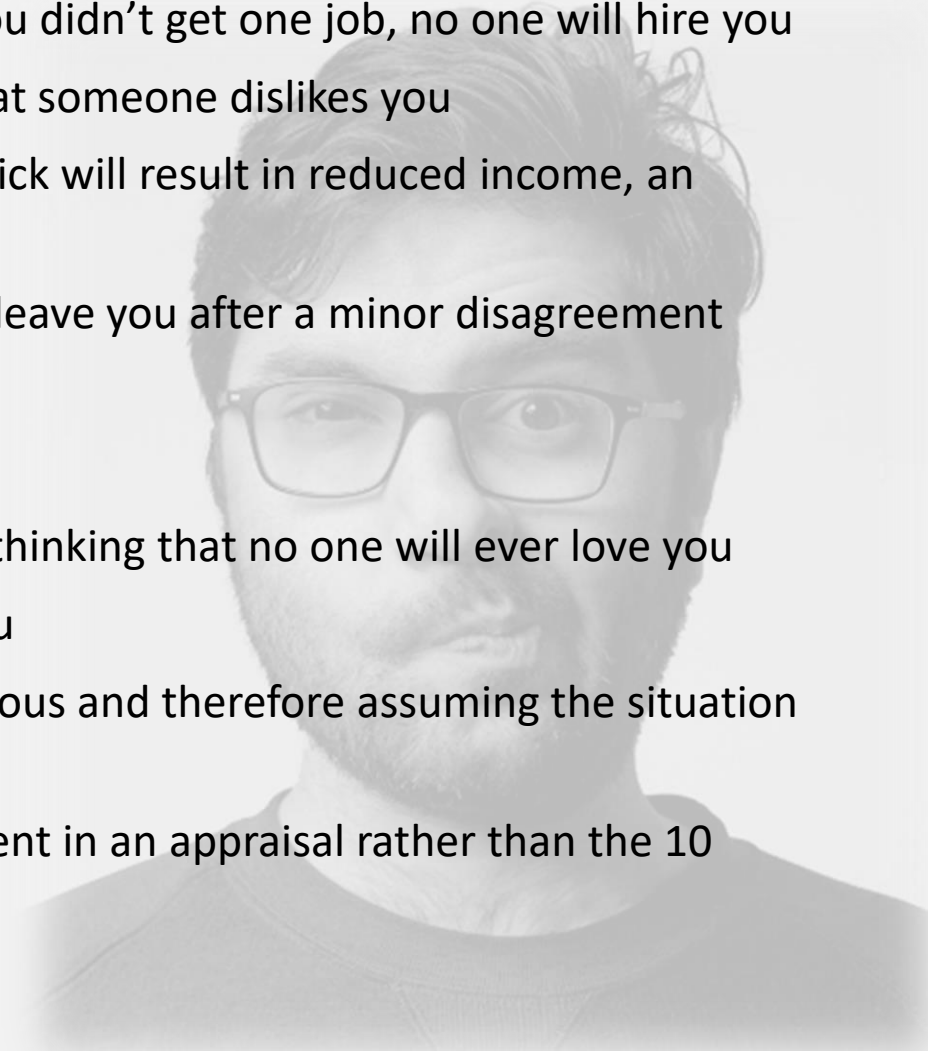 ou didn’t get one job, no one will hire you
at someone dislikes you
ick will result in reduced income, an
leave you after a minor disagreement
thinking that no one will ever love you
u
ous and therefore assuming the situation
ent in an appraisal rather than the 10